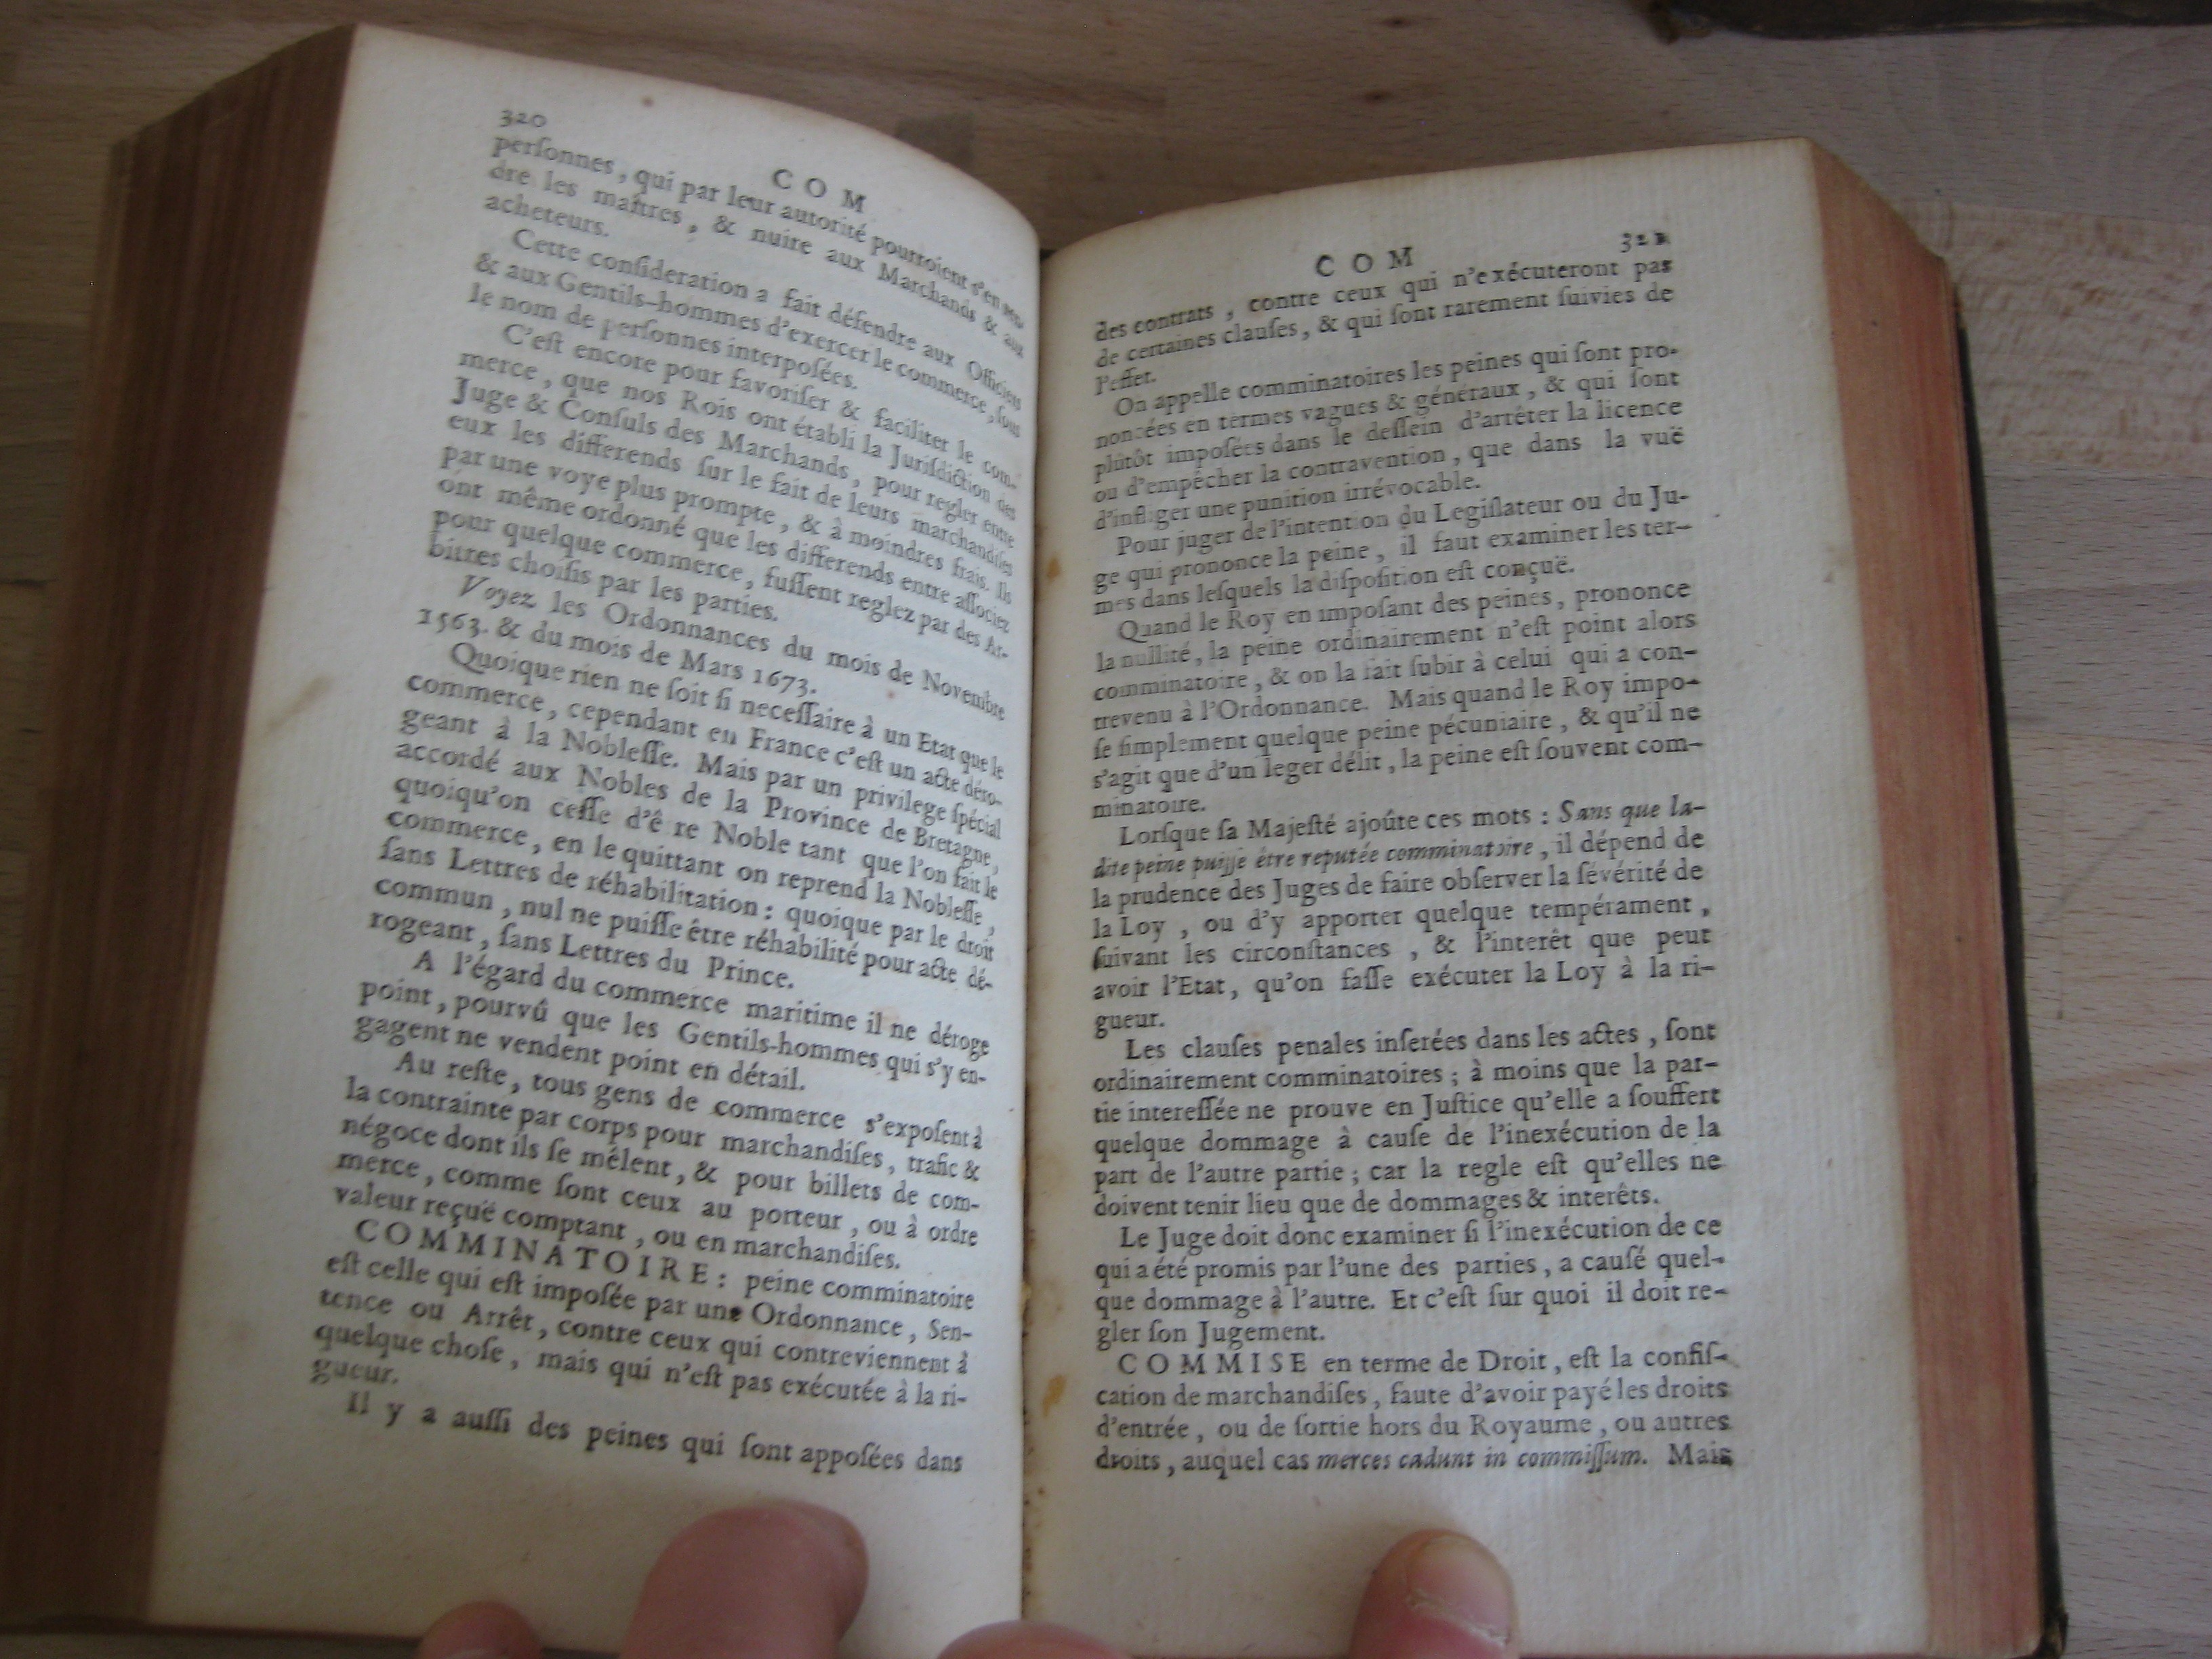 320
COM
perſonnes, qui par leur autorité pourroient s'en ren-
dre les maîtres, & nuire aux Marchands & aux
acheteurs.
Cette conſideration a fait défendre aux Officiers
& aux Gentils-hommes d'exercer le commerce, ſous
le nom de perſonnes interpoſées.
C'eſt encore pour favoriſer & faciliter le com-
merce, que nos Rois ont établi la Juriſdiction des
Juge & Conſuls des Marchands, pour regler entre
eux les differends ſur le fait de leurs marchandiſes
par une voye plus prompte, & à moindres frais. Ils
ont même ordonné que les differends entre aſſociez
pour quelque commerce, fuſſent reglez par des Ar-
bitres choiſis par les parties.
Voyez les Ordonnances du mois de Novembre
1563. & du mois de Mars 1673.
Quoique rien ne ſoit ſi neceſſaire à un Etat que le
commerce, cependant en France c'eſt un acte déro-
geant à la Nobleſſe. Mais par un privilege ſpécial
accordé aux Nobles de la Province de Bretagne,
quoiqu'on ceſſe d'ê re Noble tant que l'on fait le
commerce, en le quittant on reprend la Nobleſſe,
ſans Lettres de réhabilitation : quoique par le droit
commun, nul ne puiſſe être réhabilité pour acte dé-
rogeant, ſans Lettres du Prince.
A l'égard du commerce maritime il ne déroge
point, pourvû que les Gentils-hommes qui s'y en-
gagent ne vendent point en détail.
Au reſte, tous gens de commerce s'expoſent à
la contrainte par corps pour marchandiſes, trafic &
négoce dont ils ſe mêlent, & pour billets de com-
merce, comme ſont ceux au porteur, ou à ordre
valeur reçuë comptant, ou en marchandiſes.
COMMINATOIRE : peine comminatoire
eſt celle qui eſt impoſée par une Ordonnance, Sen-
tence ou Arrêt, contre ceux qui contreviennent à
quelque choſe, mais qui n'eſt pas exécutée à la ri-
gueur.
Il y a auſſi des peines qui ſont appoſées dans
COM
321
des contrats, contre ceux qui n'exécuteront pas
de certaines clauſes, & qui ſont rarement ſuivies de
l'effet.
On appelle comminatoires les peines qui ſont pro-
noncées en termes vagues & généraux, & qui ſont
plûtôt impoſées dans le deſſein d'arrêter la licence
ou d'empêcher la contravention, que dans la vuë
d'infliger une punition irrévocable.
Pour juger de l'intention du Legiſlateur ou du Ju-
ge qui prononce la peine, il faut examiner les ter-
mes dans leſquels la diſpoſition eſt conçuë.
Quand le Roy en impoſant des peines, prononce
la nullité, la peine ordinairement n'eſt point alors
comminatoire, & on la fait ſubir à celui qui a con-
trevenu à l'Ordonnance. Mais quand le Roy impo-
ſe ſimplement quelque peine pécuniaire, & qu'il ne
s'agit que d'un leger délit, la peine eſt ſouvent com-
minatoire.
Lorſque ſa Majeſté ajoûte ces mots : Sans que la-
dite peine puiſſe être reputée comminatoire, il dépend de
la prudence des Juges de faire obſerver la ſévérité de
la Loy, ou d'y apporter quelque tempérament,
ſuivant les circonſtances, & l'interêt que peut
avoir l'Etat, qu'on faſſe exécuter la Loy à la ri-
gueur.
Les clauſes penales inſerées dans les actes, ſont
ordinairement comminatoires ; à moins que la par-
tie intereſſée ne prouve en Juſtice qu'elle a ſouffert
quelque dommage à cauſe de l'inexécution de la
part de l'autre partie ; car la regle eſt qu'elles ne
doivent tenir lieu que de dommages & interêts.
Le Juge doit donc examiner ſi l'inexécution de ce
qui a été promis par l'une des parties, a cauſé quel-
que dommage à l'autre. Et c'eſt ſur quoi il doit re-
gler ſon Jugement.
COMMISE en terme de Droit, eſt la confiſ-
cation de marchandiſes, faute d'avoir payé les droits
d'entrée, ou de ſortie hors du Royaume, ou autres
droits, auquel cas merces cadunt in commiſſum. Mais